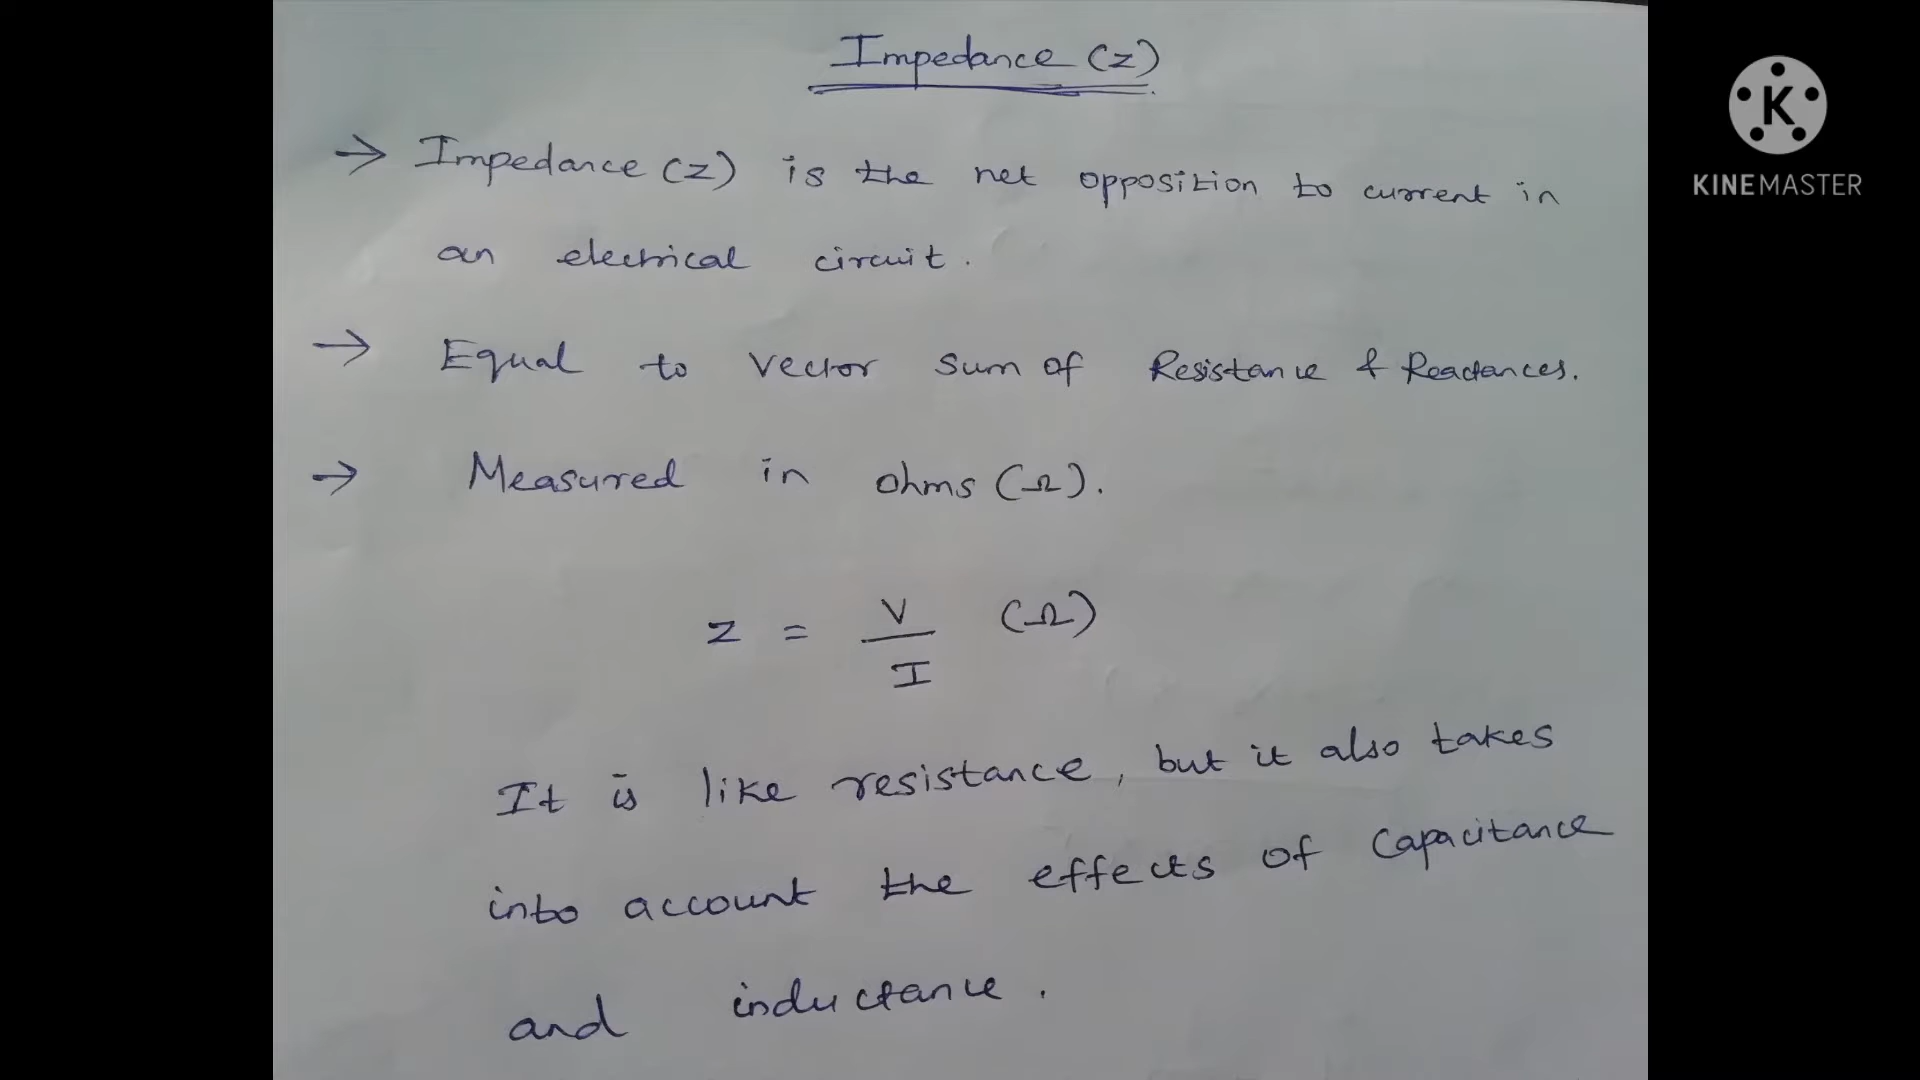 Impedance (z)
→ Impedance (z) is the net opposition to current in
an electrical circuit.
→ Equal to Vector Sum of Resistance & Reactances.
→ Measured in ohms (Ω).
z = V/I (Ω)
It is like resistance, but it also takes
into account the effects of Capacitance
and inductance.
K
KINEMASTER